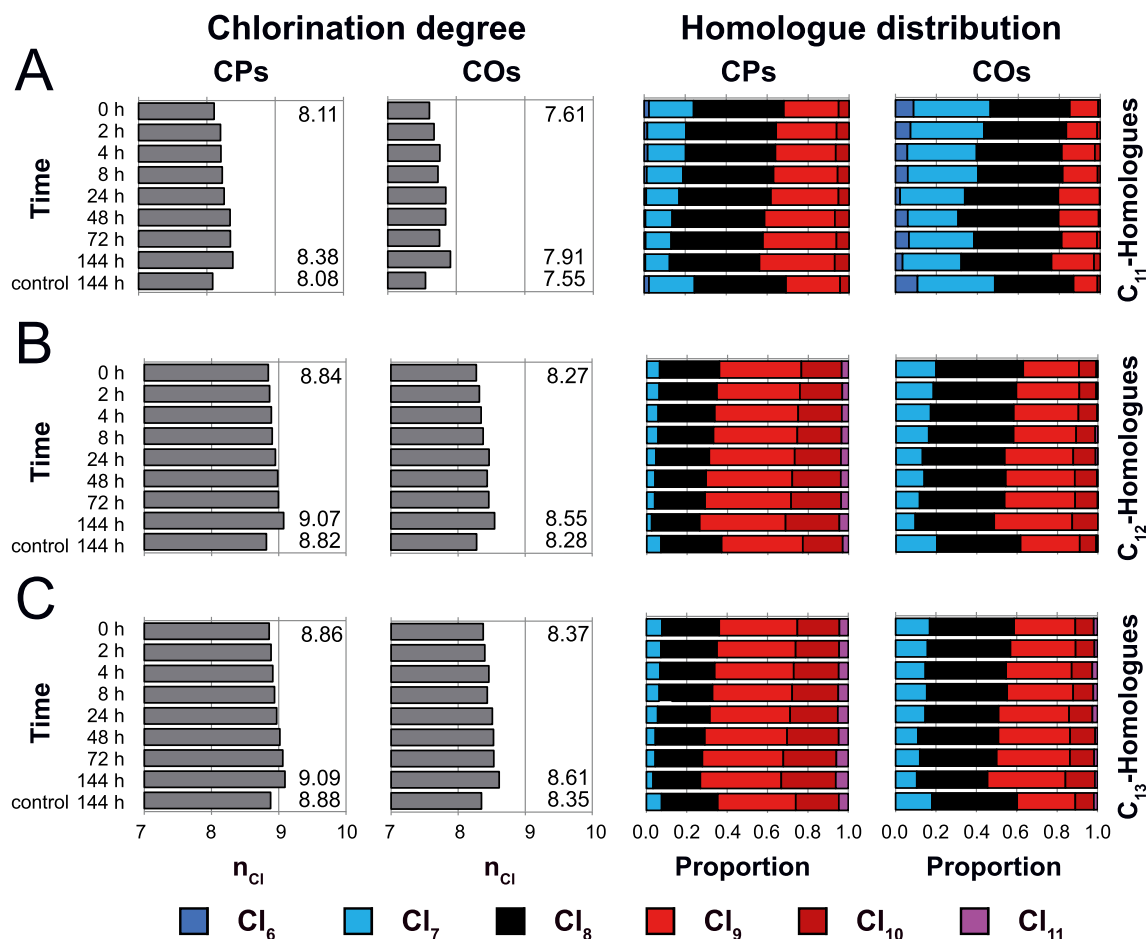 Chlorination degree Homologue distribution
A CPs COs CPs COs
Time
0 h 8.11 7.61
2 h
4 h
8 h
24 h
48 h
72 h
144 h 8.38 7.91
control 144 h 8.08 7.55
C11-Homologues
B
Time
0 h 8.84 8.27
2 h
4 h
8 h
24 h
48 h
72 h
144 h 9.07 8.55
control 144 h 8.82 8.28
C12-Homologues
C
Time
0 h 8.86 8.37
2 h
4 h
8 h
24 h
48 h
72 h
144 h 9.09 8.61
control 144 h 8.88 8.35
C13-Homologues
7 8 9 10 7 8 9 10 0.0 0.2 0.4 0.6 0.8 1.0 0.0 0.2 0.4 0.6 0.8 1.0
nCl nCl Proportion Proportion
Cl6 Cl7 Cl8 Cl9 Cl10 Cl11